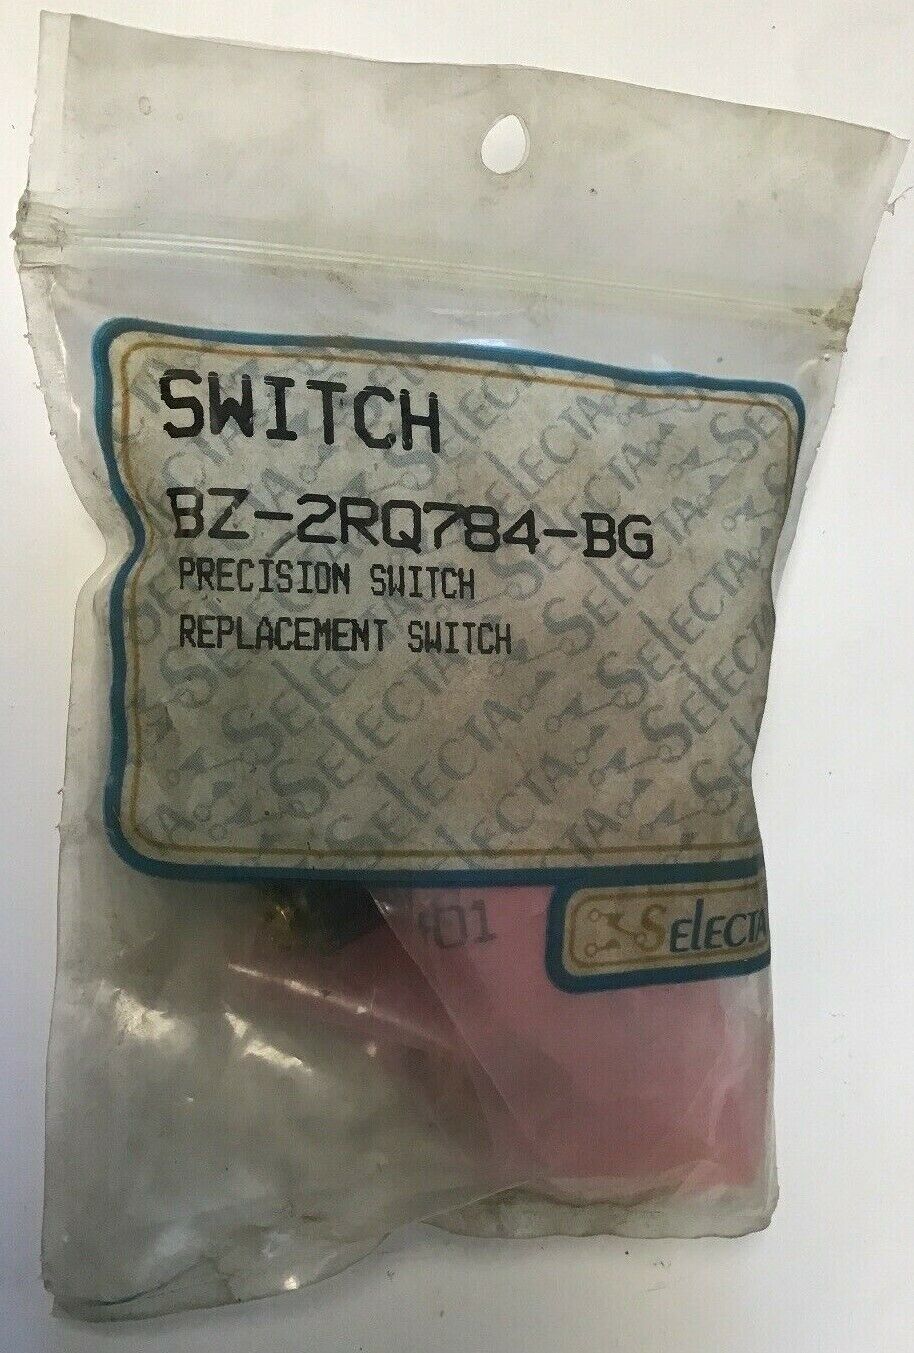 SWITCH
BZ-2RQ784-BG
PRECISION SWITCH
REPLACEMENT SWITCH
SELECTA